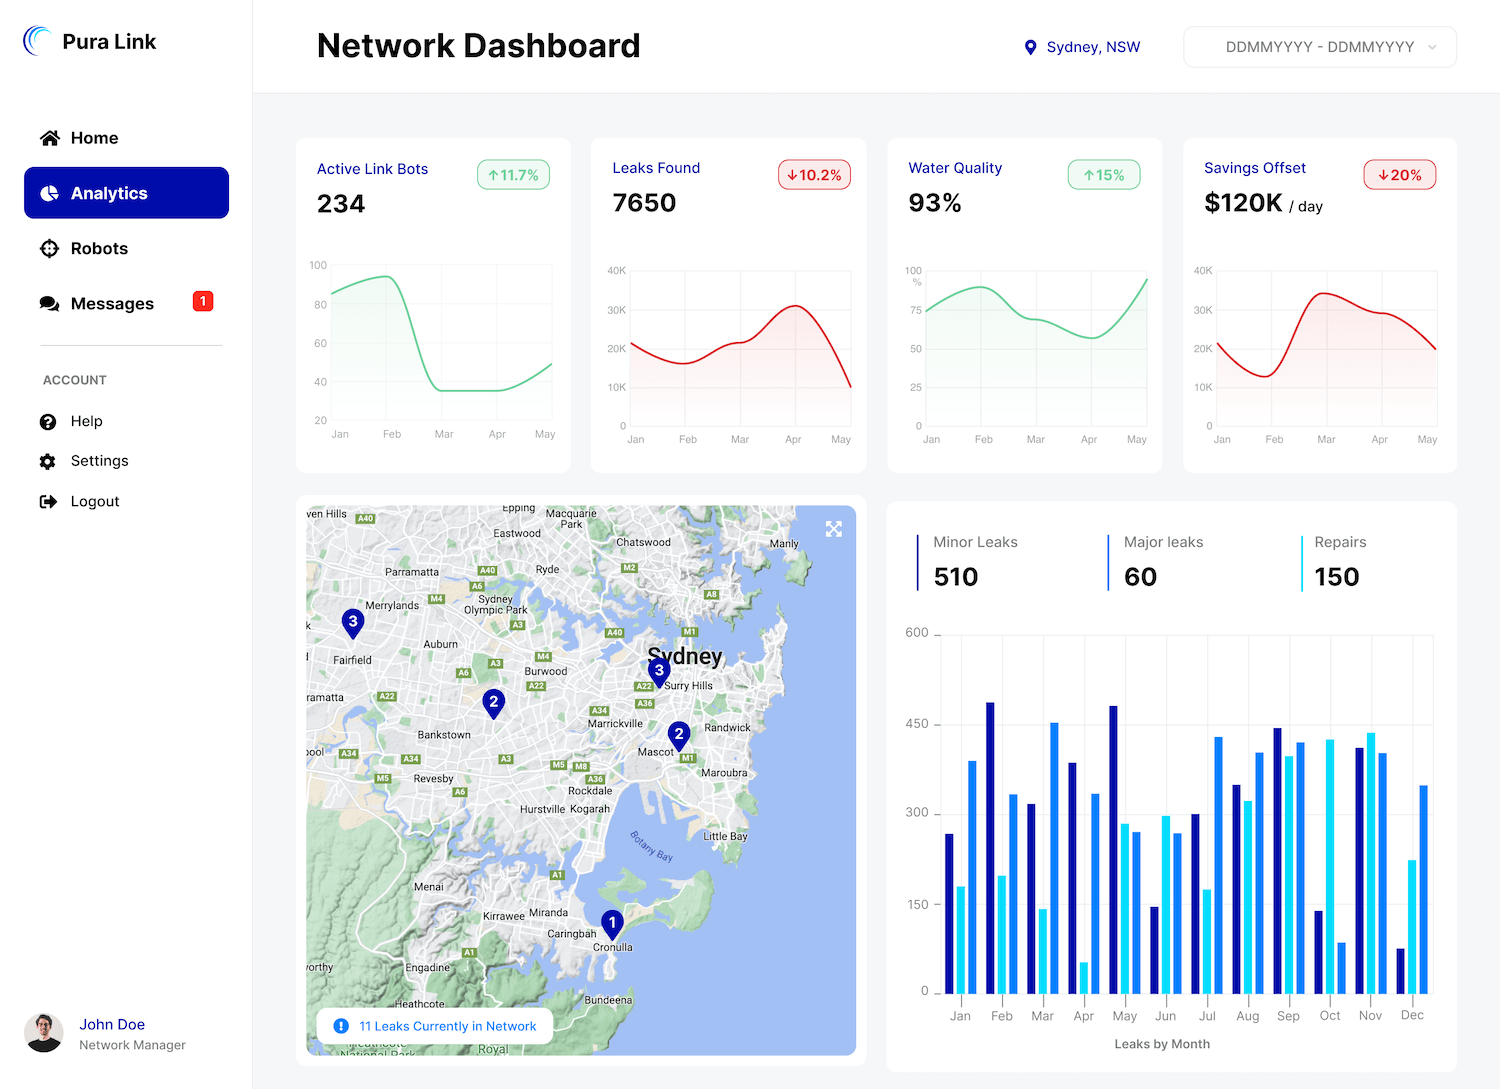 Pura Link
Home
Analytics
Robots
Messages
1
ACCOUNT
Help
Settings
Logout
John Doe
Network Manager
Network Dashboard
Sydney, NSW
DDMMYYYY - DDMMYYYY
Active Link Bots
↑11.7%
234
100
80
60
40
20
Jan Feb Mar Apr May
Leaks Found
↓10.2%
7650
40K
30K
20K
10K
0
Jan Feb Mar Apr May
Water Quality
↑15%
93%
100
%
75
50
25
0
Jan Feb Mar Apr May
Savings Offset
↓20%
$120K / day
40K
30K
20K
10K
0
Jan Feb Mar Apr May
ven Hills
A40
Epping
Macquarie
Park
Eastwood
Chatswood
Manly
Parramatta
A40
Ryde
M2
A6
A8
M4
Merrylands
Sydney
Olympic Park
3
A3
A40
M1
Auburn
Sydney
Fairfield
M4
A3
Burwood
3
A6
A22
A22
Surry Hills
ramatta
A22
2
A36
A34
Marrickville
Randwick
Bankstown
2
Mascot
ool
A34
A34
A3
M1
M5
M8
Maroubra
M5
Revesby
A36
A6
Rockdale
Hurstville
Kogarah
Little Bay
Botany Bay
A1
Menai
Kirrawee
Miranda
1
Caringbah
Cronulla
A1
orthy
Engadine
Heathcote
Bundeena
11 Leaks Currently in Network
Heathcote
National Park
Royal
Minor Leaks
510
Major leaks
60
Repairs
150
600
450
300
150
0
Jan Feb Mar Apr May Jun Jul Aug Sep Oct Nov Dec
Leaks by Month